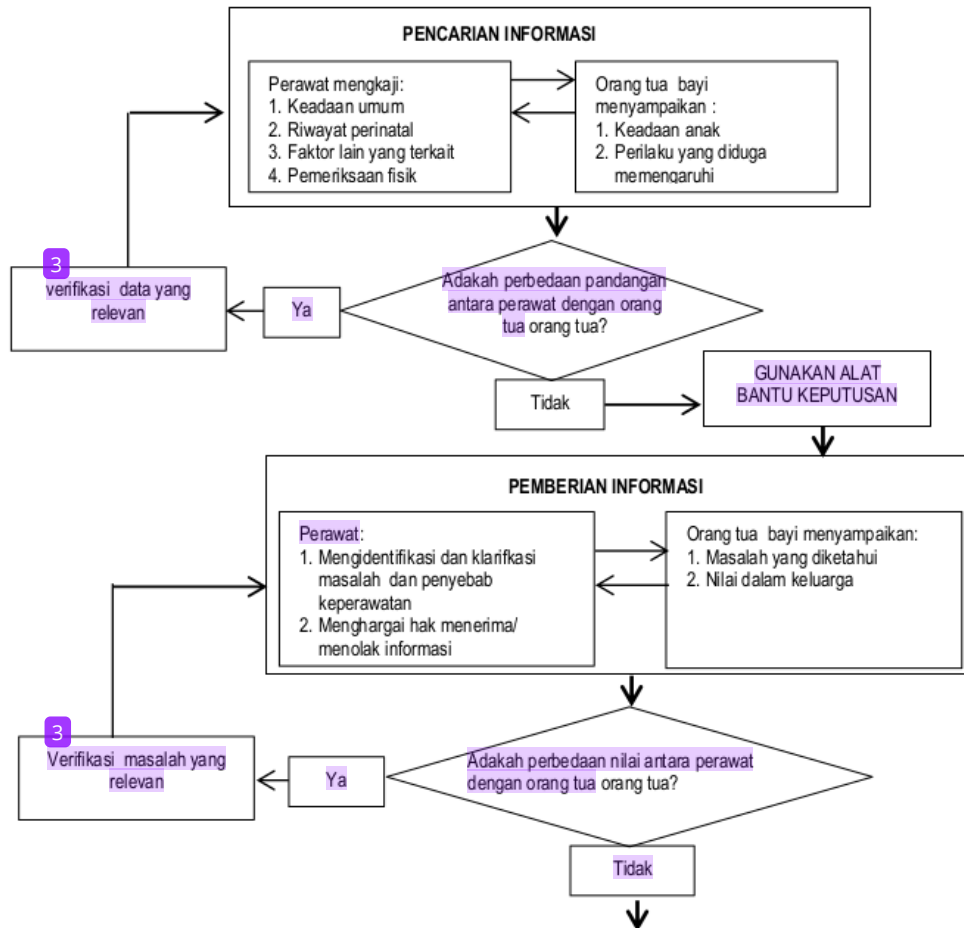 PENCARIAN INFORMASI
Perawat mengkaji:
1. Keadaan umum
2. Riwayat perinatal
3. Faktor lain yang terkait
4. Pemeriksaan fisik
Orang tua bayi
menyampaikan :
1. Keadaan anak
2. Perilaku yang diduga
memengaruhi
3
verifikasi data yang
relevan
Ya
Adakah perbedaan pandangan
antara perawat dengan orang
tua orang tua?
Tidak
GUNAKAN ALAT
BANTU KEPUTUSAN
PEMBERIAN INFORMASI
Perawat:
1. Mengidentifikasi dan klarifkasi
masalah dan penyebab
keperawatan
2. Menghargai hak menerima/
menolak informasi
Orang tua bayi menyampaikan:
1. Masalah yang diketahui
2. Nilai dalam keluarga
3
Verifikasi masalah yang
relevan
Ya
Adakah perbedaan nilai antara perawat
dengan orang tua orang tua?
Tidak